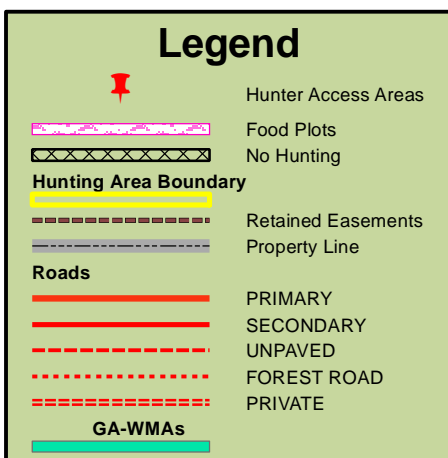 Legend
Hunter Access Areas
Food Plots
No Hunting
Hunting Area Boundary
Retained Easements
Property Line
Roads
PRIMARY
SECONDARY
UNPAVED
FOREST ROAD
PRIVATE
GA-WMAs